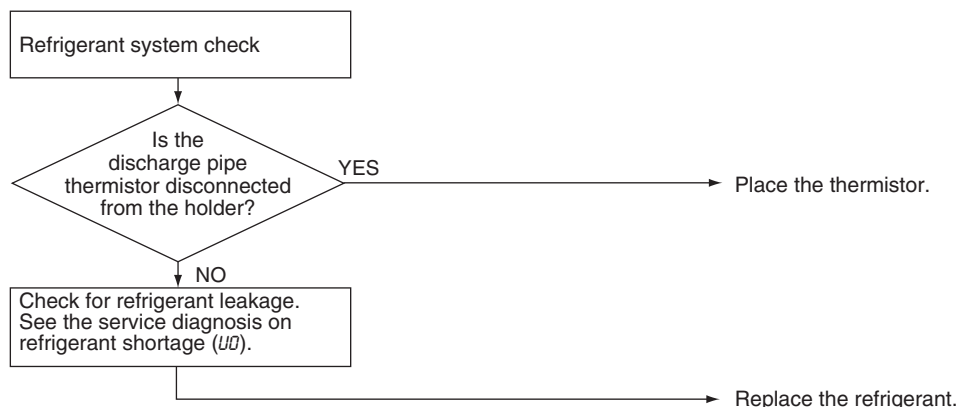 Refrigerant system check
Is the
discharge pipe
thermistor disconnected
from the holder?
YES
Place the thermistor.
NO
Check for refrigerant leakage.
See the service diagnosis on
refrigerant shortage (U0).
Replace the refrigerant.